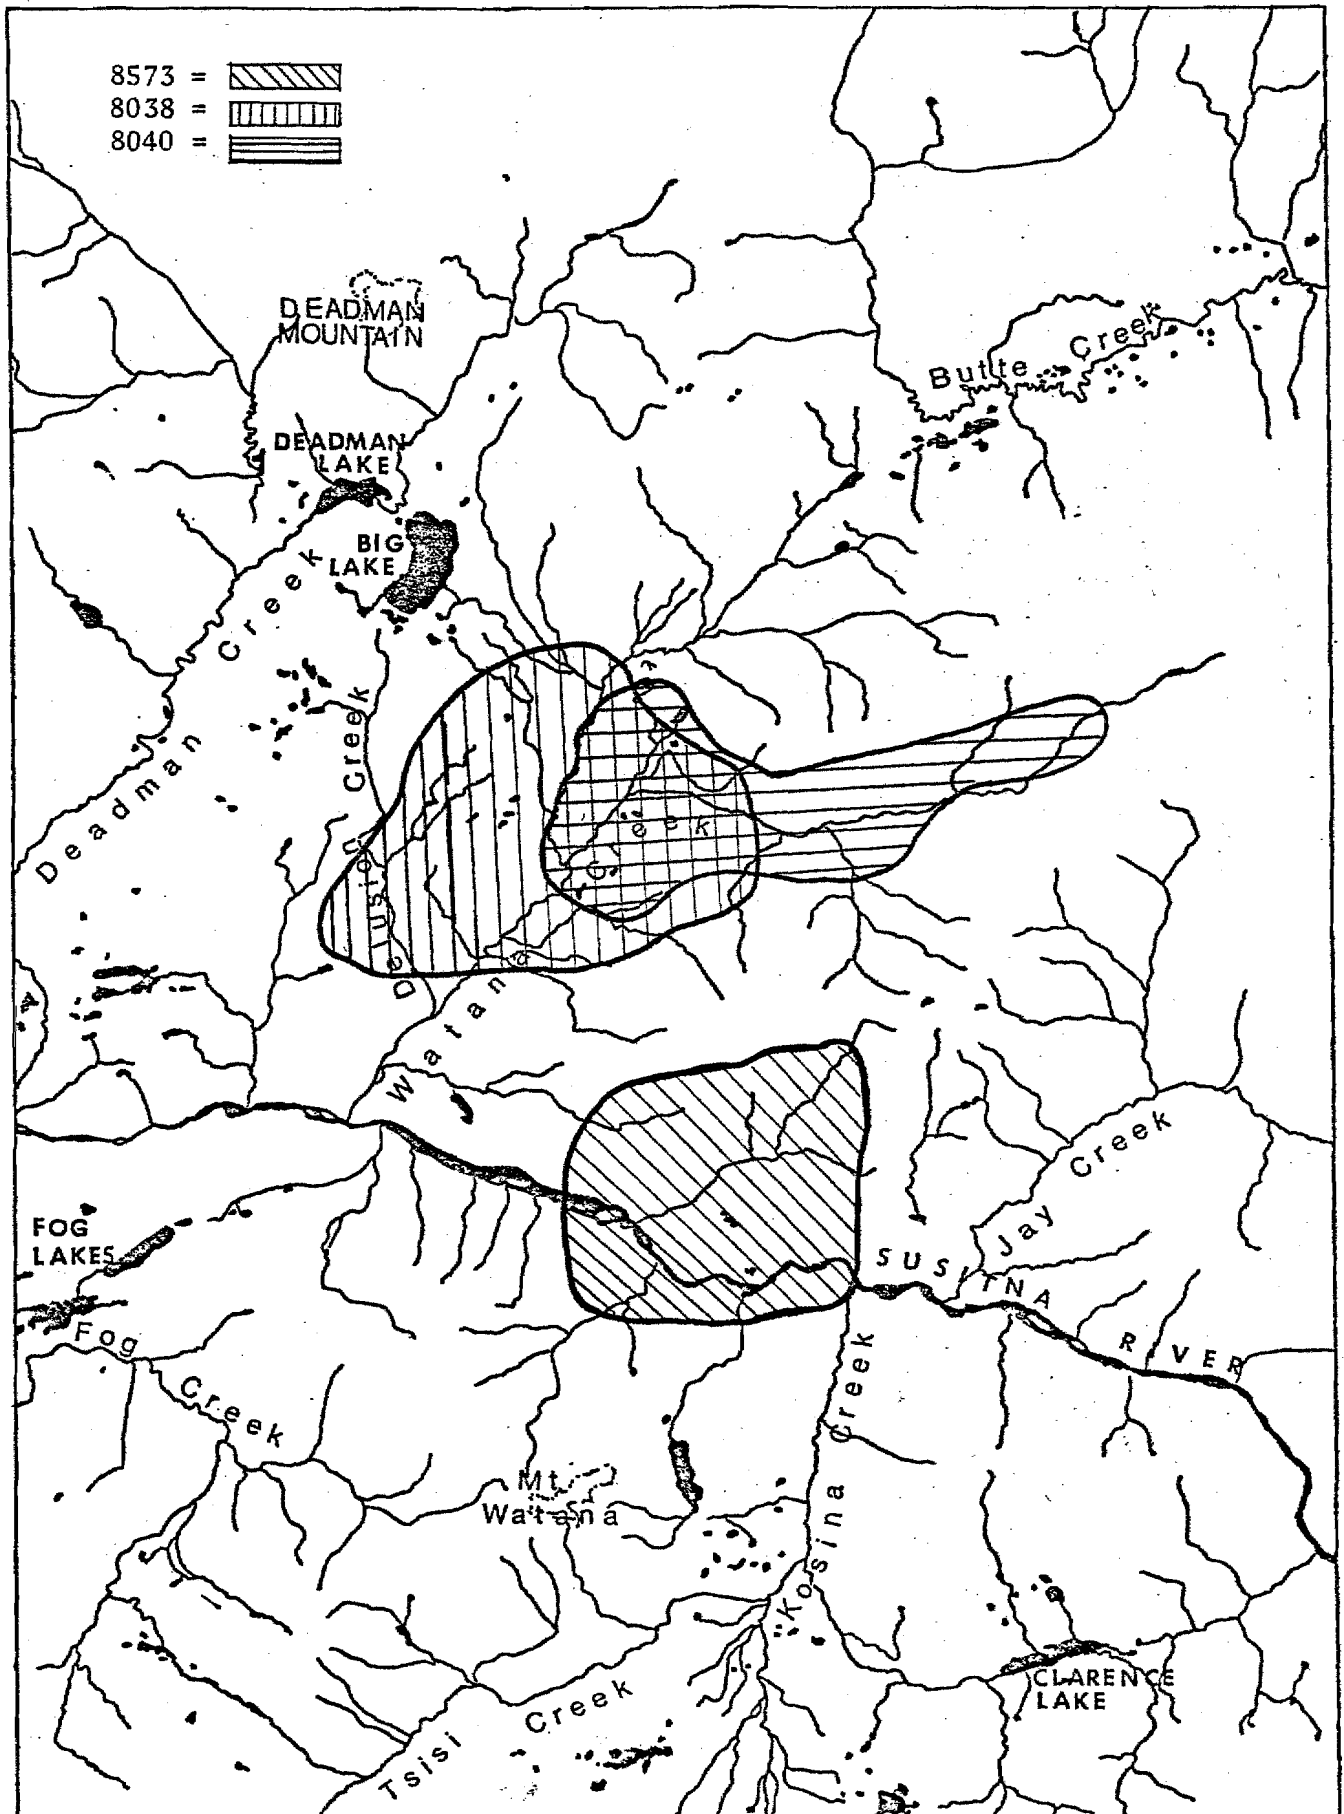 8573 =
8038 =
8040 =
DEADMAN
MOUNTAIN
Butte Creek
DEADMAN
LAKE
BIG
LAKE
Deadman Creek
Delusion Creek
Watana Creek
Jay Creek
FOG
LAKES
SUSITNA RIVER
Fog Creek
Kosina Creek
Mt.
Watana
CLARENCE
LAKE
Tsisi Creek